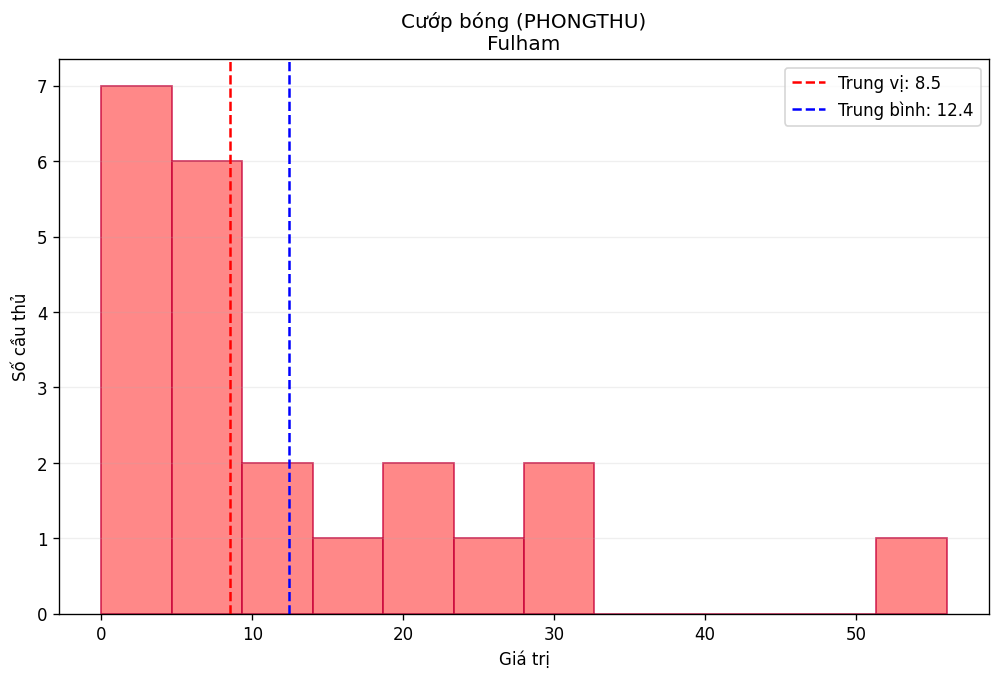 Cướp bóng (PHONGTHU)
Fulham
Trung vị: 8.5
Trung bình: 12.4
Số cầu thủ
7
6
5
4
3
2
1
0
0 10 20 30 40 50
Giá trị